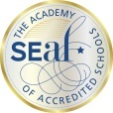 THE ACADEMY
SEal
OF ACCREDITED SCHOOLS